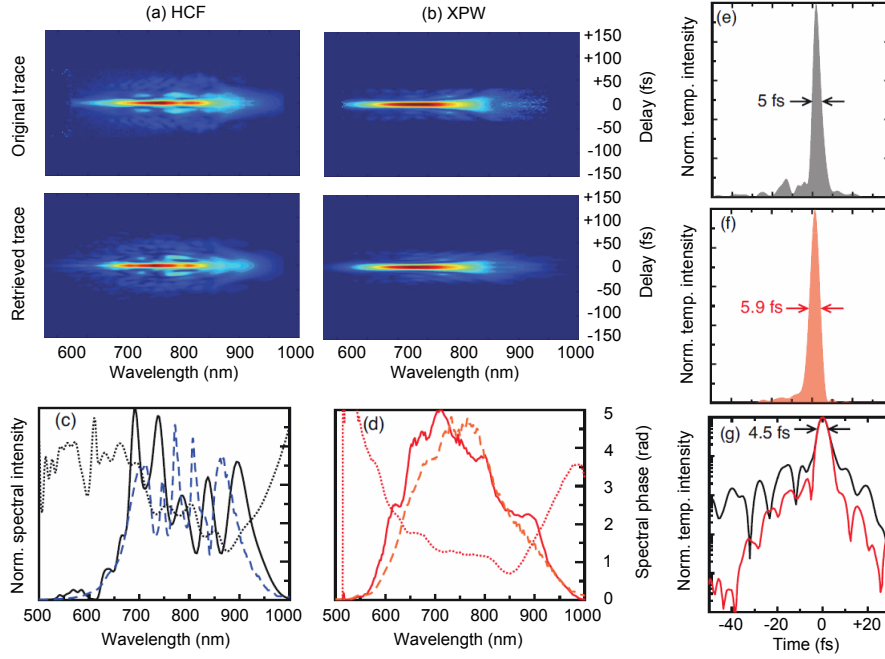 (a) HCF
(b) XPW
Original trace
+150
+100
+50
0
-50
-100
-150
Delay (fs)
Retrieved trace
+150
+100
+50
0
-50
-100
-150
Delay (fs)
600 700 800 900 1000
Wavelength (nm)
600 700 800 900 1000
Wavelength (nm)
(c)
Norm. spectral intensity
500 600 700 800 900 1000
Wavelength (nm)
(d)
5
4
3
2
1
0
Spectral phase (rad)
500 600 700 800 900 1000
Wavelength (nm)
(e)
5 fs
Norm. temp. intensity
(f)
5.9 fs
Norm. temp. intensity
(g)
4.5 fs
Norm. temp. intensity
-40 -20 0 +20
Time (fs)